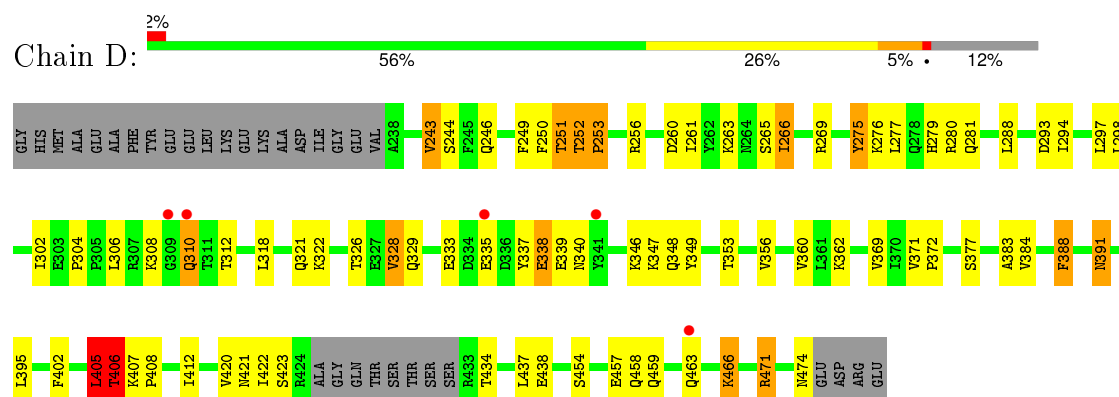 2%
Chain D:
56% 26% 5% • 12%
GLY HIS MET ALA GLU ALA PHE TYR GLU GLU LEU LYS GLU LYS ALA ASP ILE GLY GLU VAL A238 V243 S244 F245 Q246 F249 F250 T251 T252 P253 R256 D260 I261 Y262 K263 N264 S265 I266 R269 Y275 K276 L277 Q278 H279 R280 Q281 L288 D293 I294 L297
I302 E303 P304 P305 L306 R307 K308 G309 Q310 T311 T312 L318 Q321 K322 T326 E327 V328 Q329 E333 D334 E335 D336 Y337 E338 E339 N340 Y341 K346 K347 Q348 Y349 T353 V356 V360 L361 K362 V369 I370 V371 P372 S377 A383 V384 F388 N391
L395 F402 L405 T406 K407 P408 I412 V420 N421 I422 S423 R424 ALA GLY GLN THR SER THR SER SER R433 T434 L437 E438 S454 E457 Q458 Q459 Q463 K466 R471 N474 GLU ASP ARG GLU